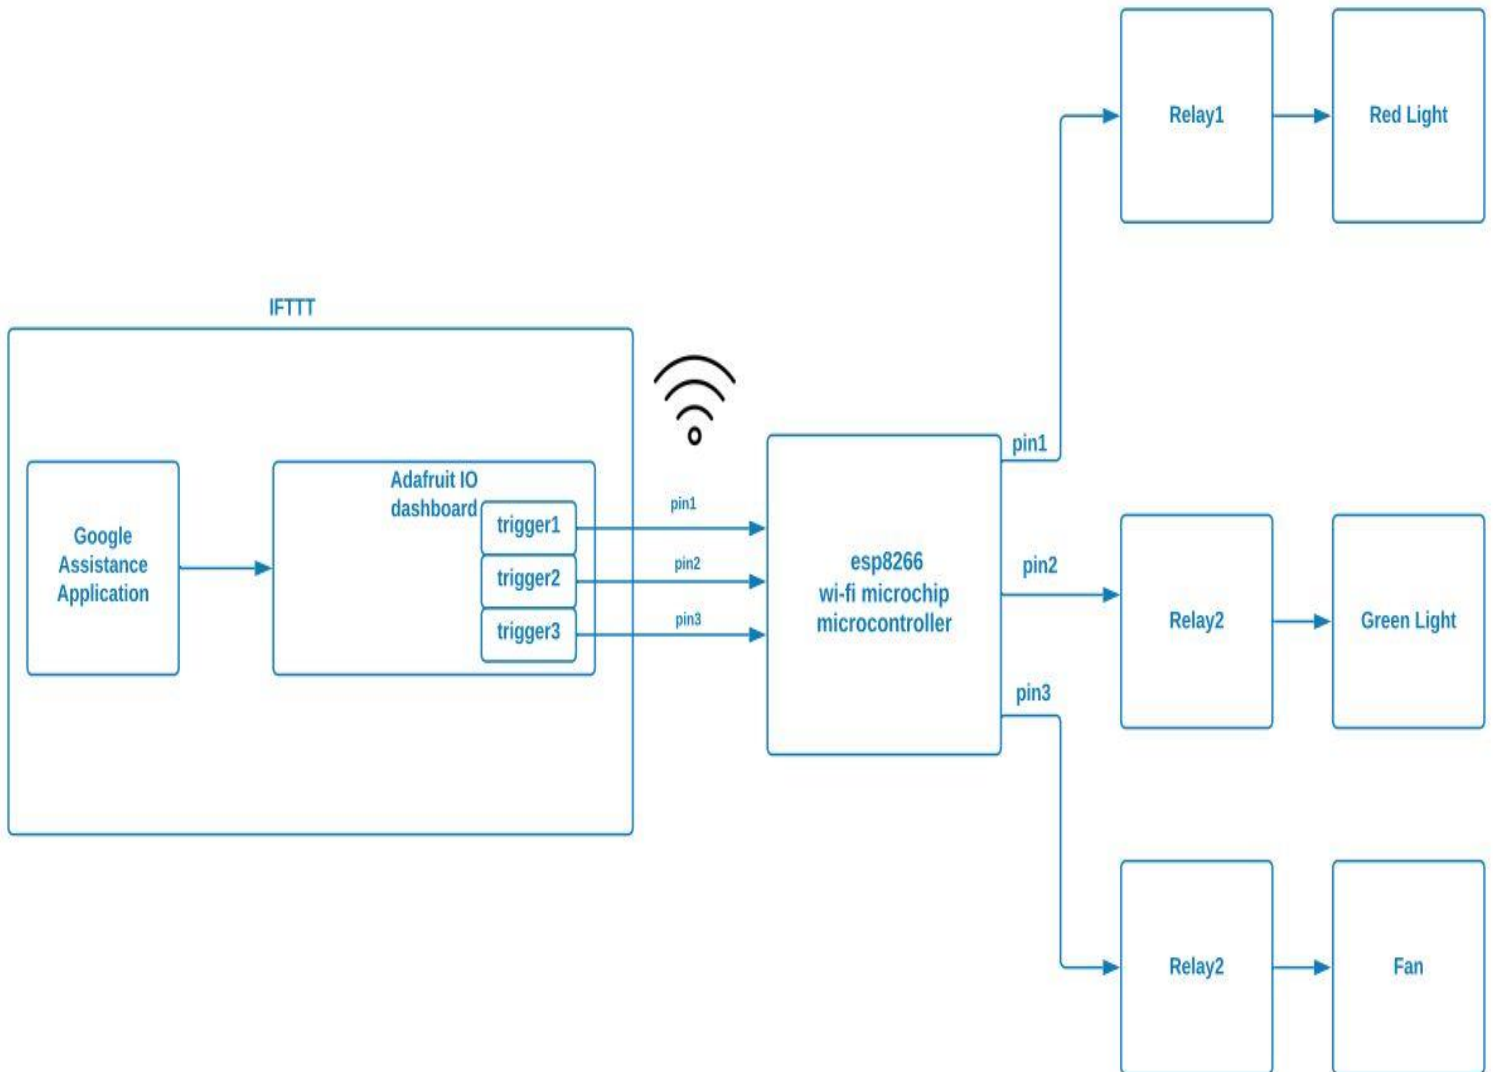 IFTTT
Google
Assistance
Application
Adafruit IO
dashboard
trigger1
trigger2
trigger3
pin1
pin2
pin3
esp8266
wi-fi microchip
microcontroller
pin1
pin2
pin3
Relay1
Red Light
Relay2
Green Light
Relay2
Fan